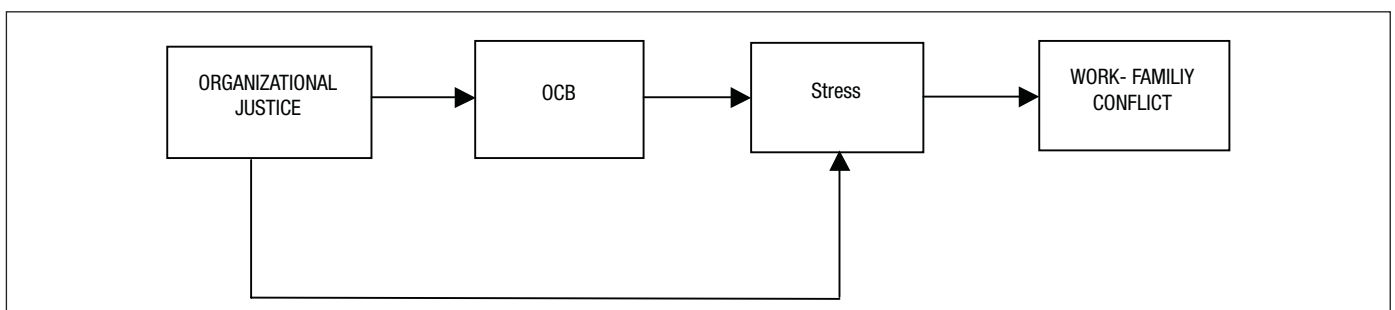 ORGANIZATIONAL
JUSTICE
OCB
Stress
WORK- FAMILIY
CONFLICT